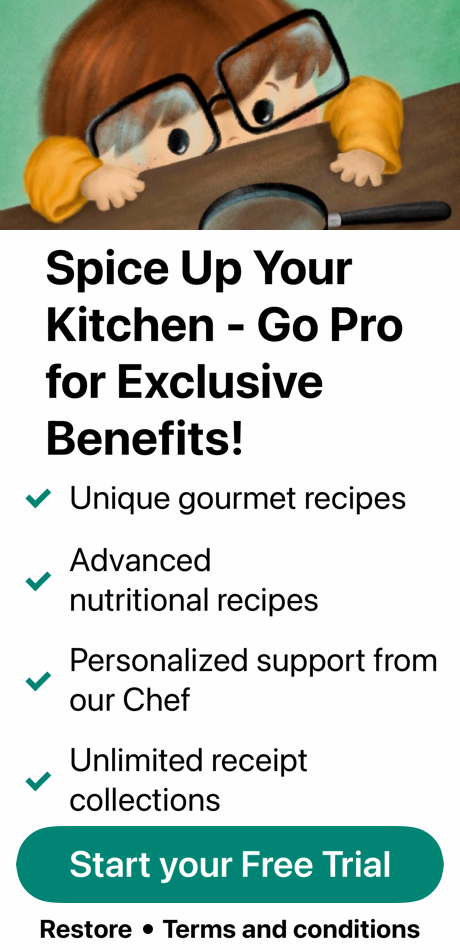 Spice Up Your
Kitchen - Go Pro
for Exclusive
Benefits!
Unique gourmet recipes
Advanced
nutritional recipes
Personalized support from
our Chef
Unlimited receipt
collections
Start your Free Trial
Restore • Terms and conditions